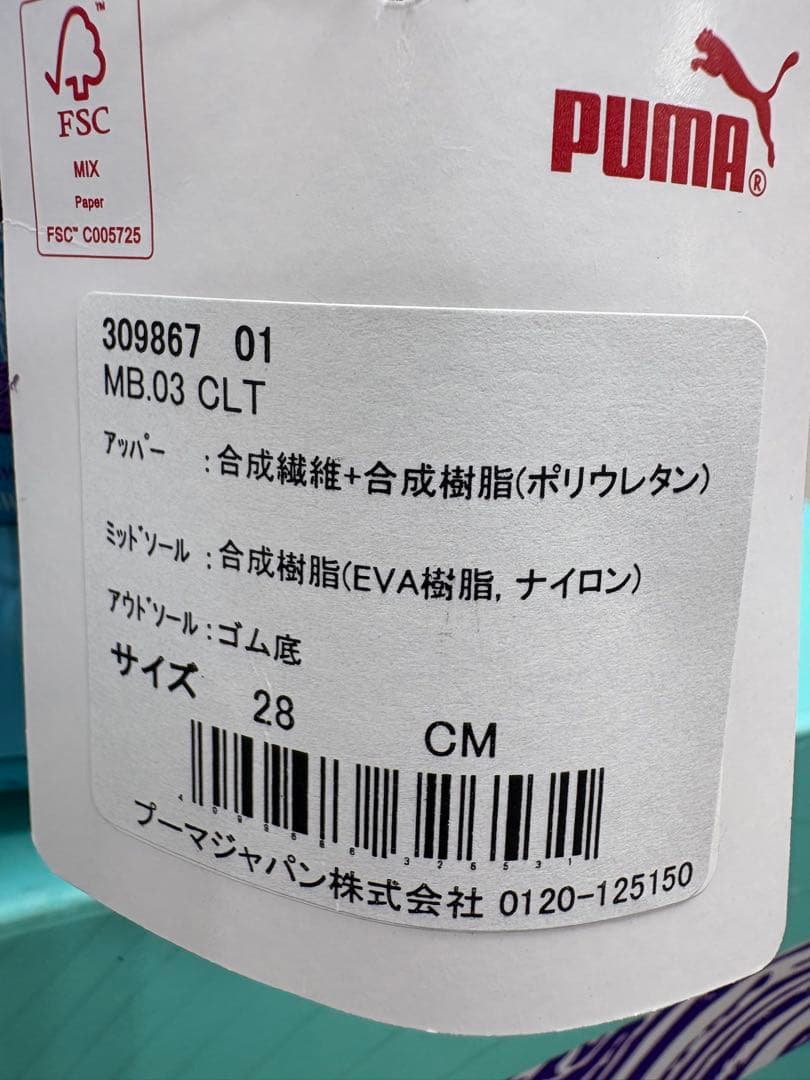 FSC
MIX
Paper
FSC™ C005725
PUMA®
309867 01
MB.03 CLT
アッパー :合成繊維+合成樹脂(ポリウレタン)
ミッドソール :合成樹脂(EVA樹脂, ナイロン)
アウトソール :ゴム底
サイズ 28 CM
プーマジャパン株式会社 0120-125150